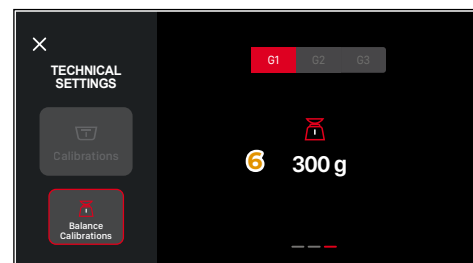 TECHNICAL
SETTINGS
G1 G2 G3
Calibrations
6 300 g
Balance
Calibrations